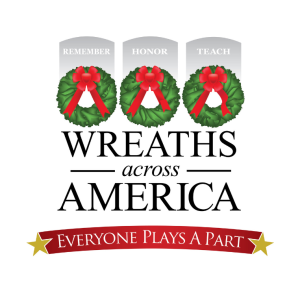 REMEMBER HONOR TEACH
WREATHS
across
AMERICA
EVERYONE PLAYS A PART